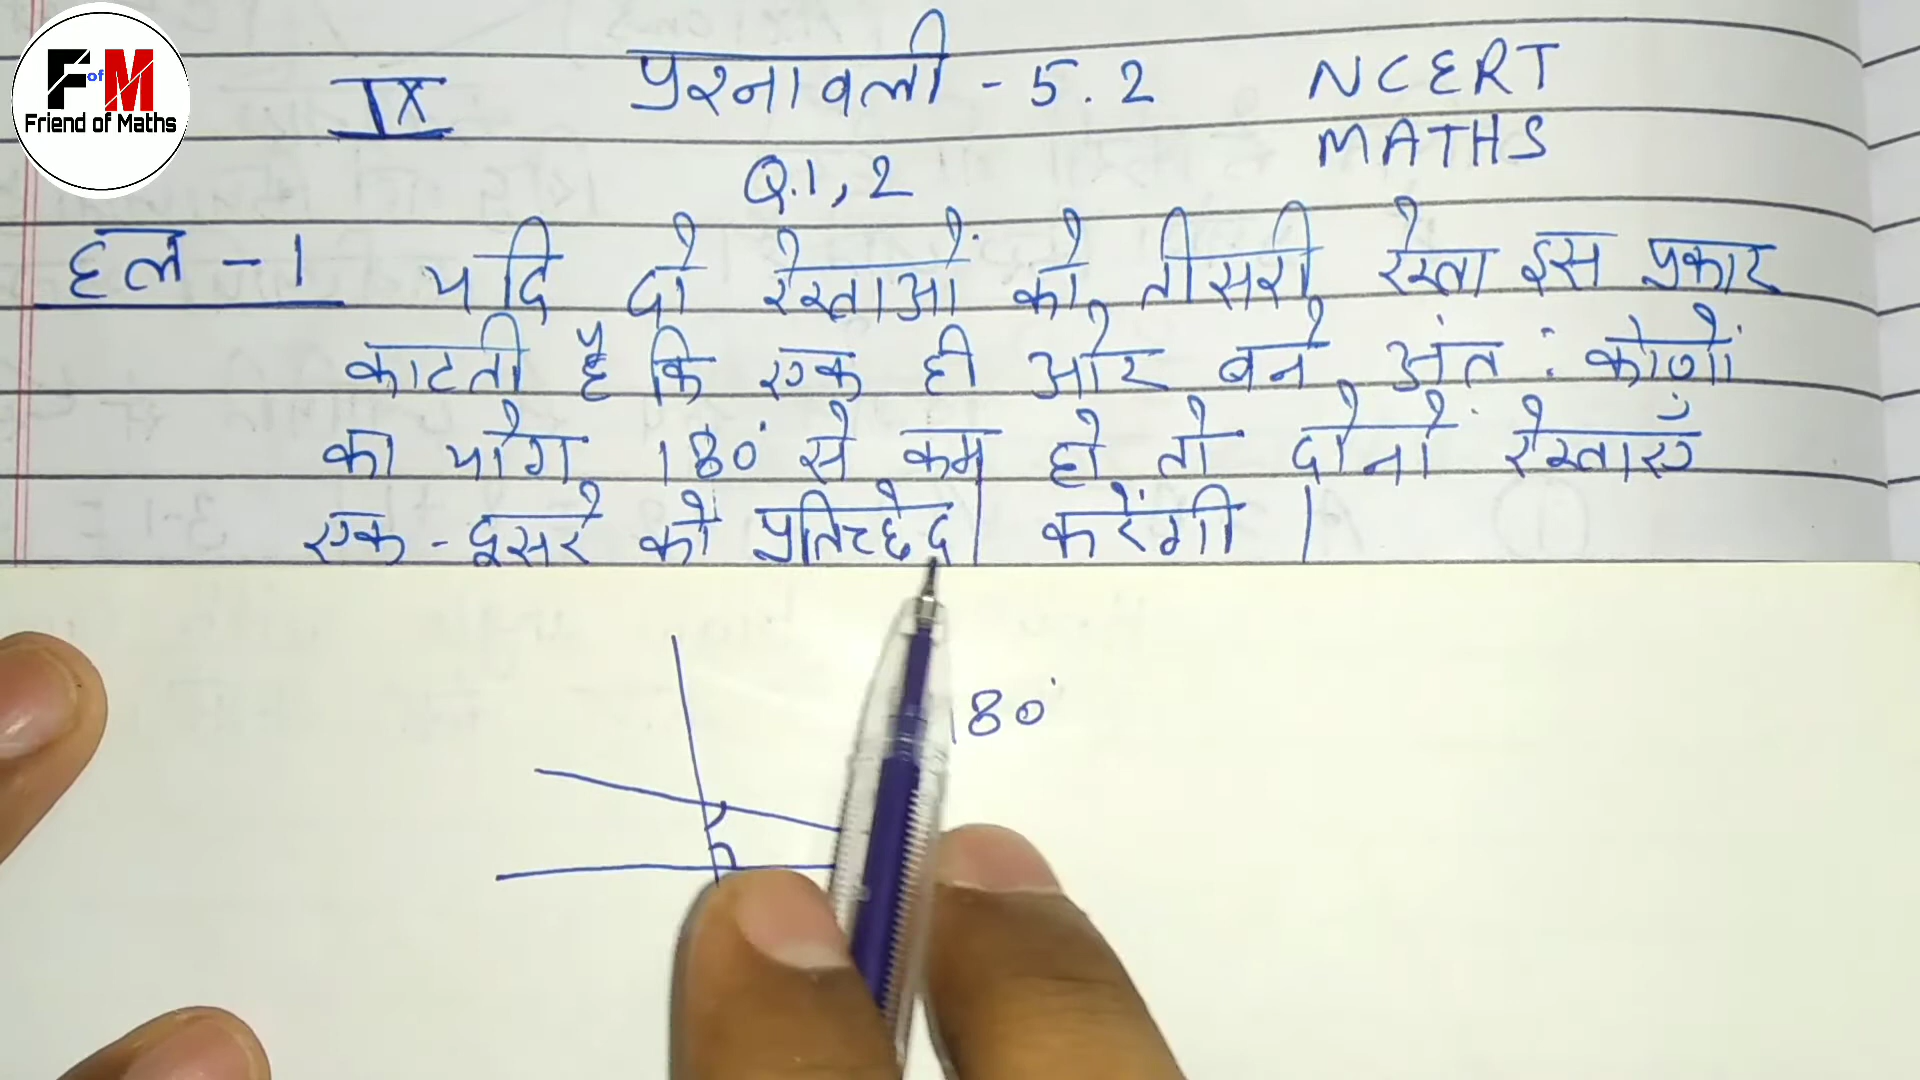 F of M
Friend of Maths
IX प्रश्नावली - 5.2 NCERT
MATHS
Q.1, 2
हल - 1 यदि दो रेखाओं को तीसरी रेखा इस प्रकार
काटती है कि एक ही ओर बने अंत: कोणों
का योग 180° से कम हो तो दोनों रेखाएं
एक - दूसरे को प्रतिच्छेद करेंगी |
180°